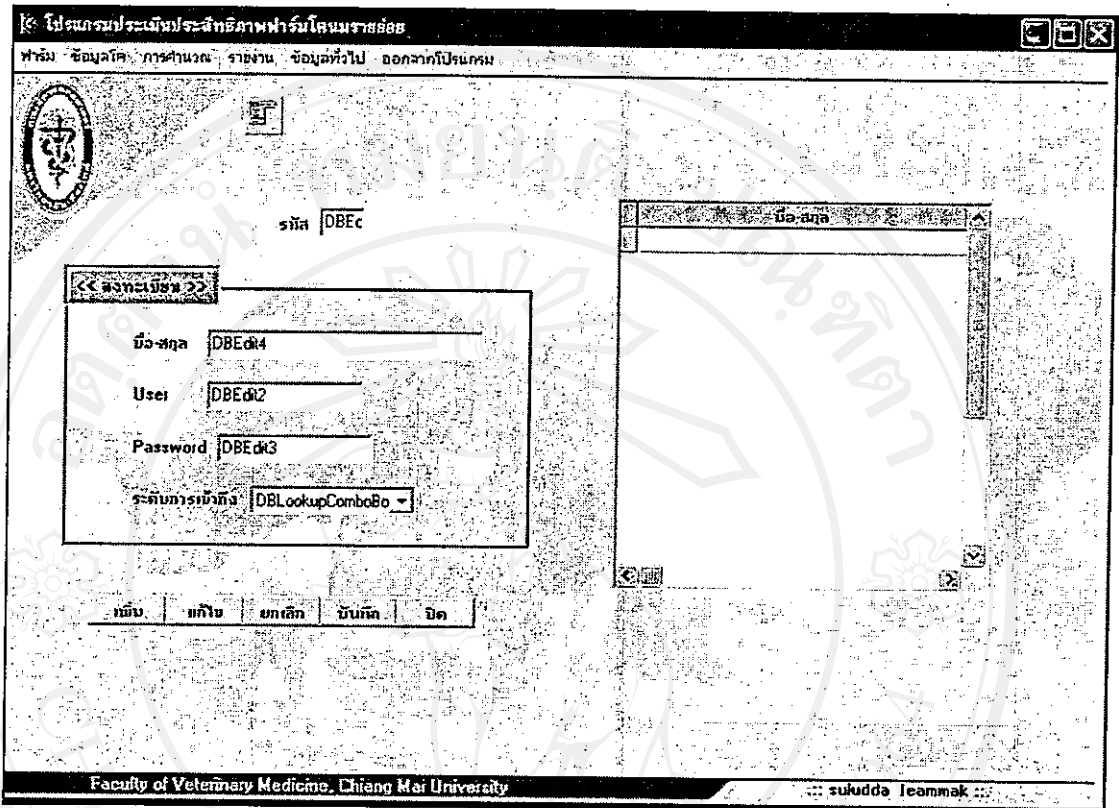 โปรแกรมประเมินประสิทธิภาพฟาร์มโคนมรายย่อย
ฟาร์ม ข้อมูลโค การคำนวณ รายงาน ข้อมูลทั่วไป ออกจากโปรแกรม
รหัส DBEc
ชื่อ-สกุล
<< ลงทะเบียน >>
ชื่อ-สกุล DBEdit4
User DBEdit2
Password DBEdit3
ระดับการเข้าถึง DBLookupComboBo
เพิ่ม แก้ไข ยกเลิก บันทึก ปิด
Faculty of Veterinary Medicine, Chiang Mai University
::: sukudda Ieammak :::